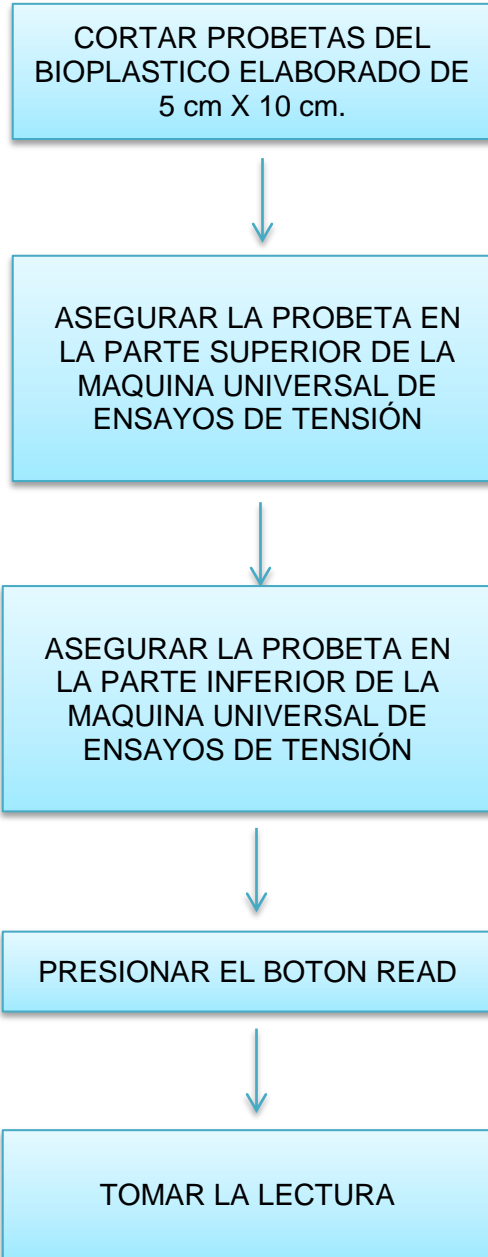 CORTAR PROBETAS DEL
BIOPLASTICO ELABORADO DE
5 cm X 10 cm.
ASEGURAR LA PROBETA EN
LA PARTE SUPERIOR DE LA
MAQUINA UNIVERSAL DE
ENSAYOS DE TENSIÓN
ASEGURAR LA PROBETA EN
LA PARTE INFERIOR DE LA
MAQUINA UNIVERSAL DE
ENSAYOS DE TENSIÓN
PRESIONAR EL BOTON READ
TOMAR LA LECTURA